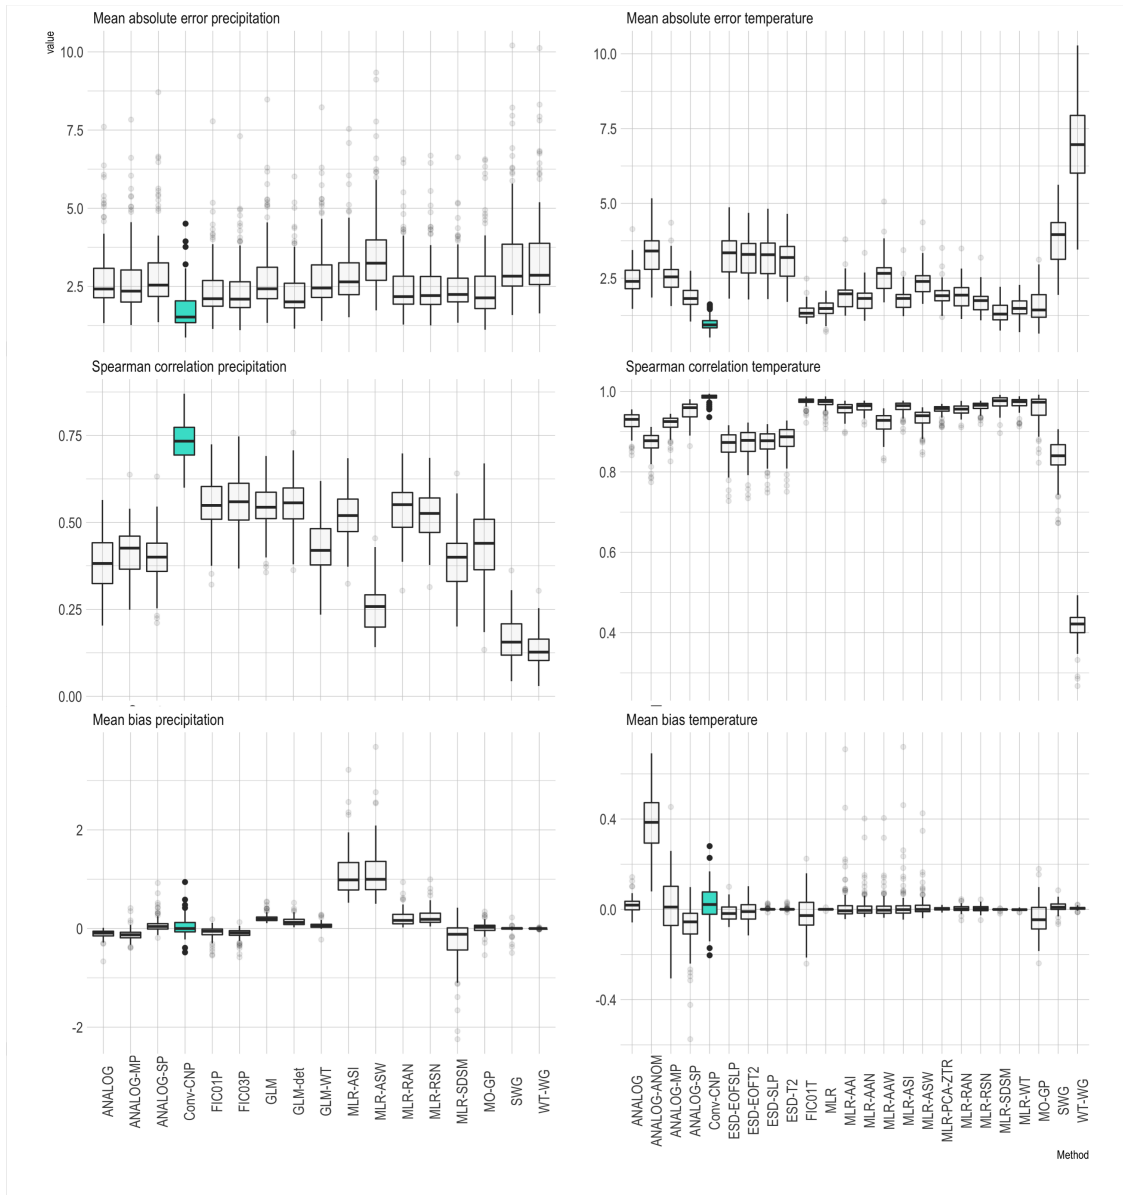 Mean absolute error precipitation
value
10.0
7.5
5.0
2.5
Mean absolute error temperature
10.0
7.5
5.0
2.5
Spearman correlation precipitation
0.75
0.50
0.25
0.00
Spearman correlation temperature
1.0
0.8
0.6
0.4
Mean bias precipitation
2
0
-2
Mean bias temperature
0.4
0.0
-0.4
ANALOG
ANALOG-MP
ANALOG-SP
Conv-CNP
FIC01P
FIC03P
GLM
GLM-det
GLM-WT
MLR-ASI
MLR-ASW
MLR-RAN
MLR-RSN
MLR-SDSM
MO-GP
SWG
WT-WG
ANALOG
ANALOG-ANOM
ANALOG-MP
ANALOG-SP
Conv-CNP
ESD-EOFSLP
ESD-EOFT2
ESD-SLP
ESD-T2
FIC01T
MLR
MLR-AAI
MLR-AAN
MLR-AAW
MLR-ASI
MLR-ASW
MLR-PCA-ZTR
MLR-RAN
MLR-RSN
MLR-SDSM
MLR-WT
MO-GP
SWG
WT-WG
Method